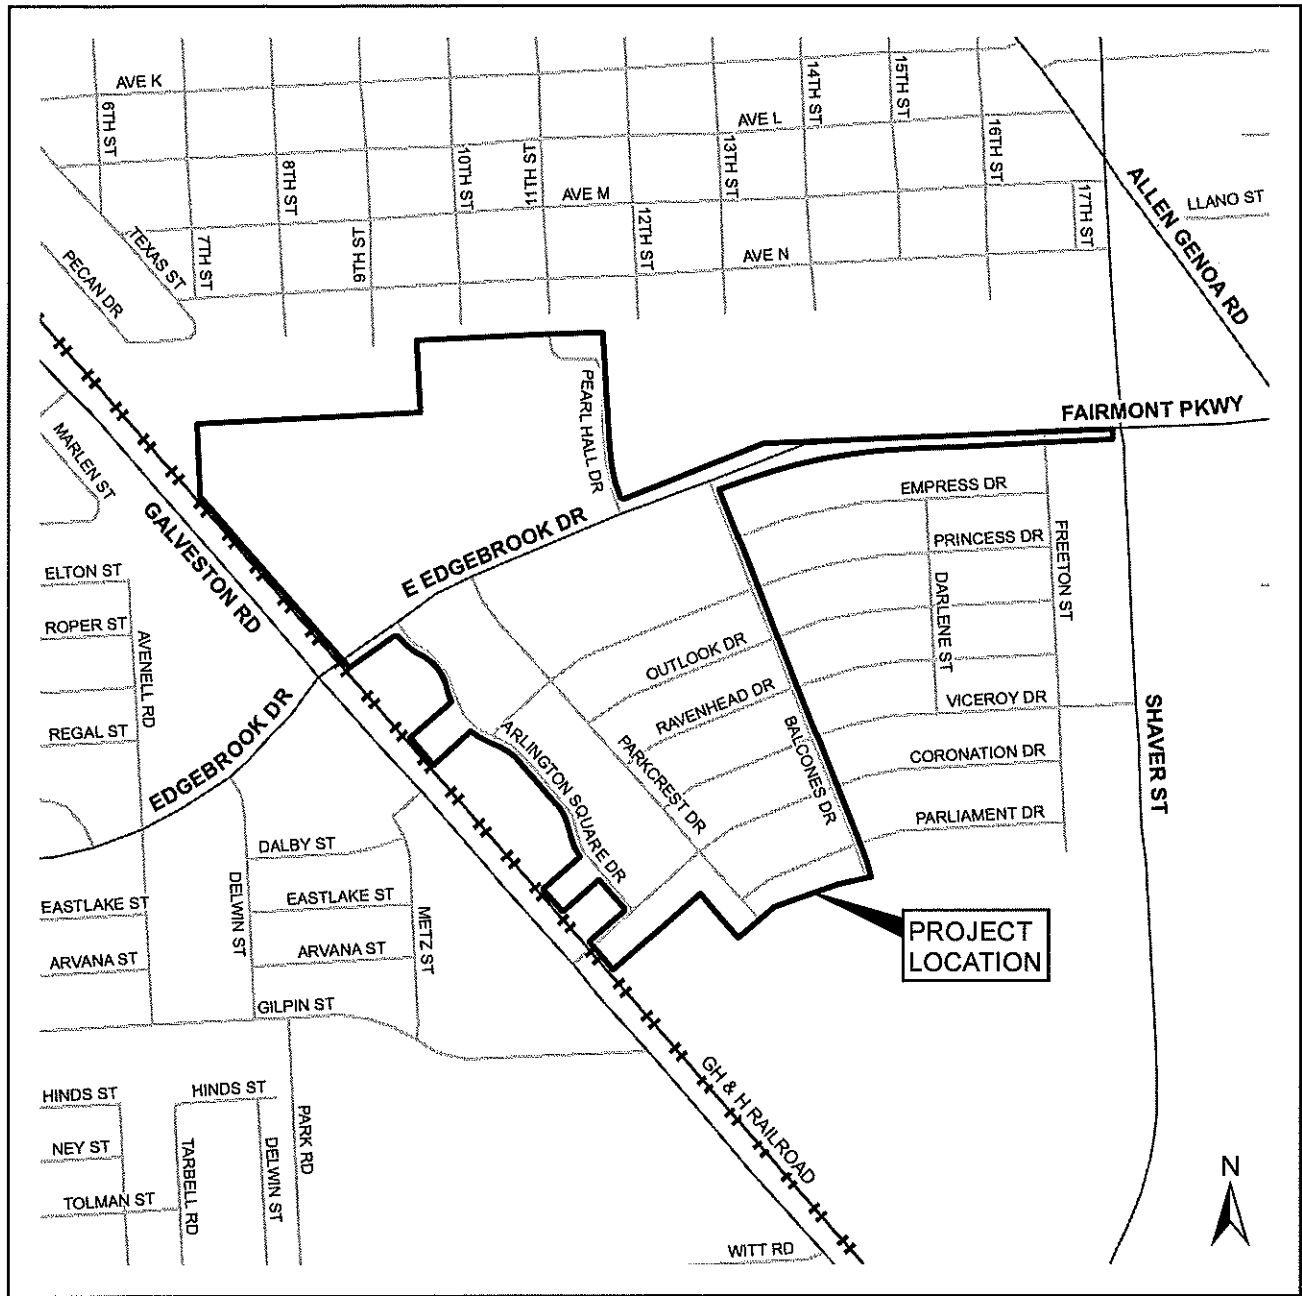 AVE K
6TH ST
8TH ST
10TH ST
11TH ST
AVE L
13TH ST
14TH ST
15TH ST
16TH ST
17TH ST
ALLEN GENOA RD
LLANO ST
AVE M
12TH ST
9TH ST
7TH ST
TEXAS ST
PECAN DR
AVE N
PEARL HALL DR
FAIRMONT PKWY
MARLEN ST
GALVESTON RD
E EDGEBROOK DR
EMPRESS DR
PRINCESS DR
FREETON ST
DARLENE ST
ELTON ST
ROPER ST
AVENELL RD
REGAL ST
EDGEBROOK DR
OUTLOOK DR
RAVENHEAD DR
PARKCREST DR
BALCONES DR
VICEROY DR
CORONATION DR
PARLIAMENT DR
SHAVER ST
ARLINGTON SQUARE DR
DALBY ST
DELWIN ST
EASTLAKE ST
EASTLAKE ST
METZ ST
ARVANA ST
ARVANA ST
GILPIN ST
PROJECT
LOCATION
HINDS ST
HINDS ST
NEY ST
TOLMAN ST
TARBELL RD
DELWIN ST
PARK RD
GH & H RAILROAD
WITT RD
N